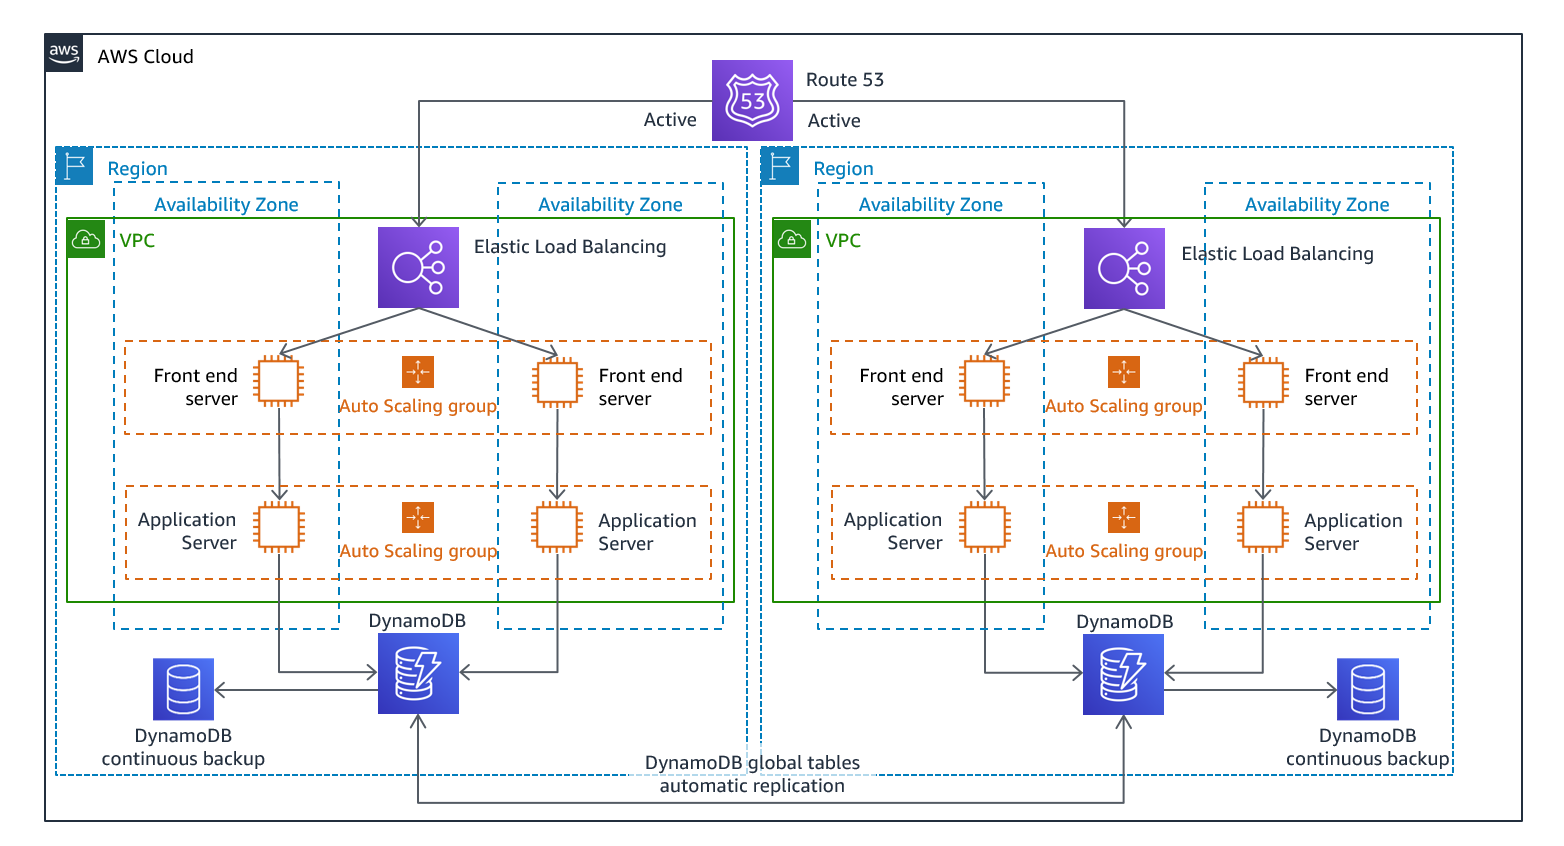 aws
AWS Cloud
53
Route 53
Active
Active
Region
Region
Availability Zone
Availability Zone
Availability Zone
Availability Zone
VPC
Elastic Load Balancing
VPC
Elastic Load Balancing
Front end
server
Auto Scaling group
Front end
server
Front end
server
Auto Scaling group
Front end
server
Application
Server
Auto Scaling group
Application
Server
Application
Server
Auto Scaling group
Application
Server
DynamoDB
DynamoDB
DynamoDB
continuous backup
DynamoDB global tables
automatic replication
DynamoDB
continuous backup